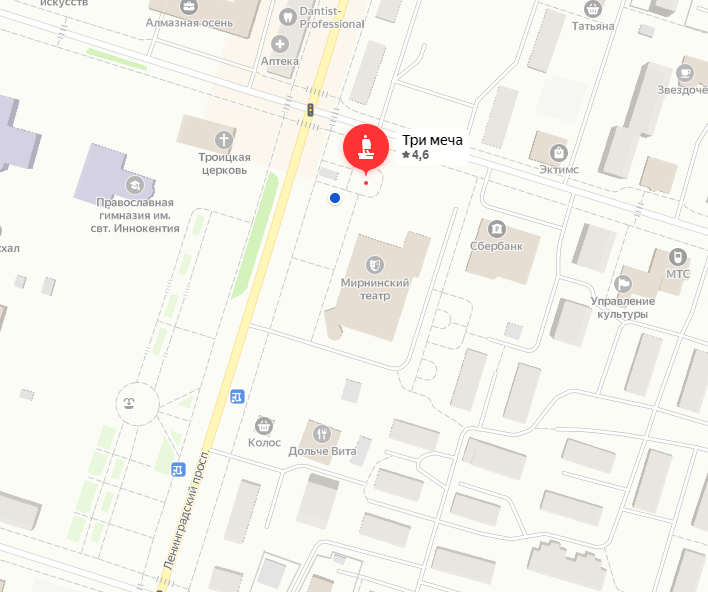 искусств
Алмазная осень
Dantist-
Professional
Татьяна
Аптека
Звездочё
Три меча
4,6
Троицкая
церковь
Эктимс
Православная
гимназия им.
свт. Иннокентия
схал
Сбербанк
Мирнинский
театр
МТС
Управление
культуры
Колос
Дольче Вита
Ленинградский просп.